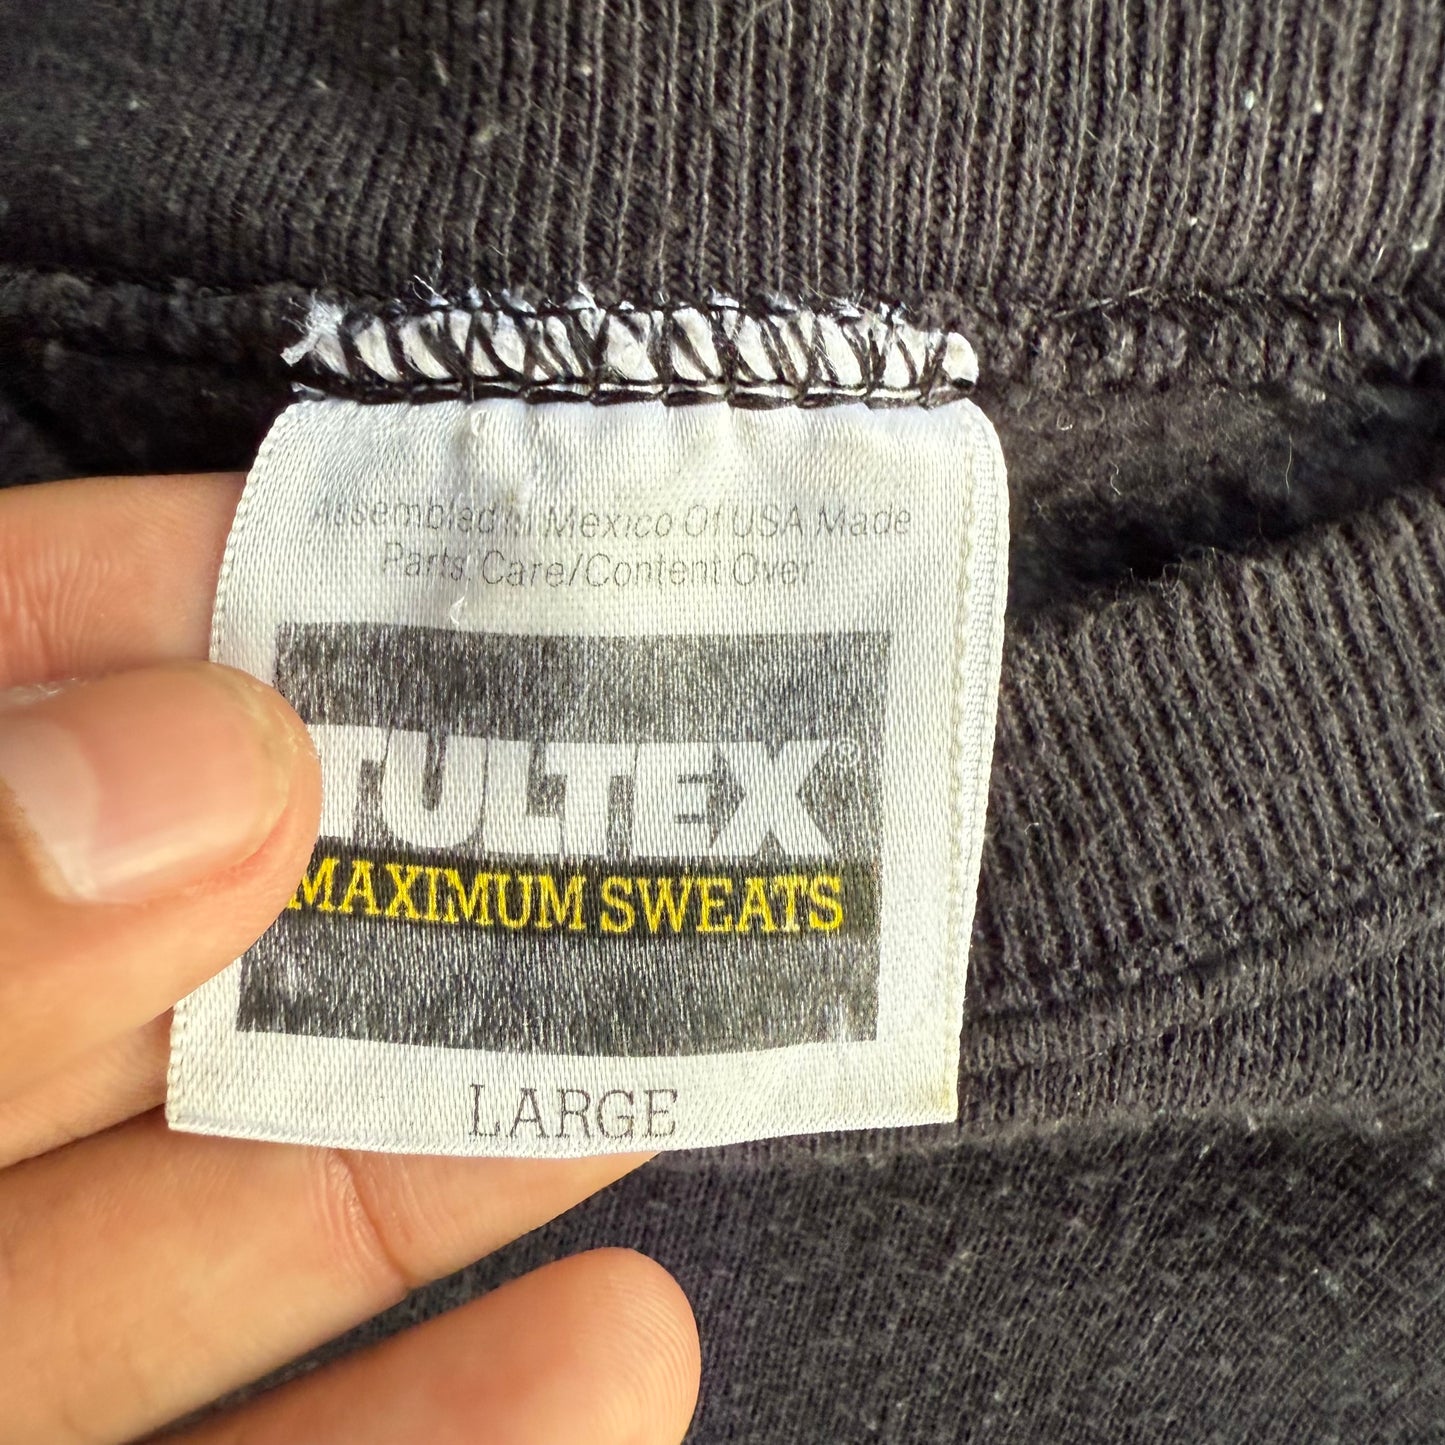 Assembled In Mexico Of USA Made
Parts. Care/Content Over
TULTEX®
MAXIMUM SWEATS
LARGE